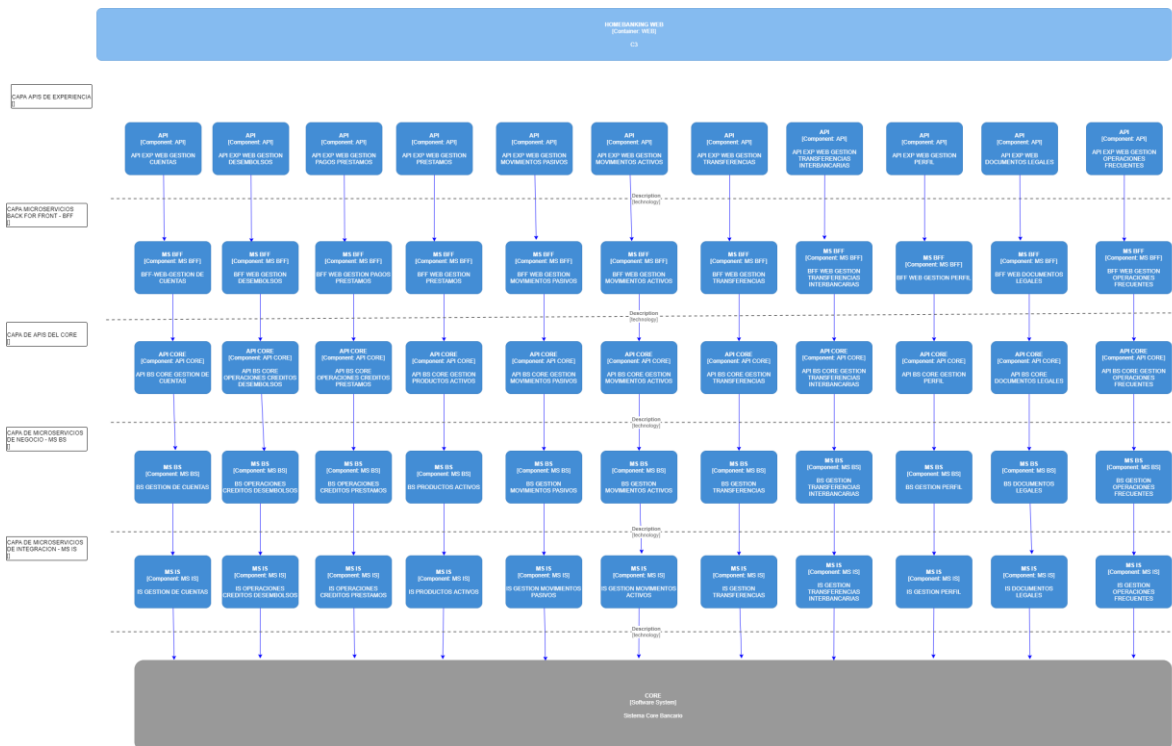 HOMEBANKING WEB
[Container: WEB]
C3
CAPA APIS DE EXPERIENCIA
[]
API
[Component: API]
API EXP WEB GESTION
CUENTAS
API
[Component: API]
API EXP WEB GESTION
DESEMBOLSOS
API
[Component: API]
API EXP WEB GESTION
PAGOS PRESTAMOS
API
[Component: API]
API EXP WEB GESTION
PRESTAMOS
API
[Component: API]
API EXP WEB GESTION
MOVIMIENTOS PASIVOS
API
[Component: API]
API EXP WEB GESTION
MOVIMIENTOS ACTIVOS
API
[Component: API]
API EXP WEB GESTION
TRANSFERENCIAS
API
[Component: API]
API EXP WEB GESTION
TRANSFERENCIAS
INTERBANCARIAS
API
[Component: API]
API EXP WEB GESTION
PERFIL
API
[Component: API]
API EXP WEB
DOCUMENTOS LEGALES
API
[Component: API]
API EXP WEB GESTION
OPERACIONES
FRECUENTES
Description
[technology]
CAPA MICROSERVICIOS
BACK FOR FRONT - BFF
[]
MS BFF
[Component: MS BFF]
BFF-WEB-GESTION DE
CUENTAS
MS BFF
[Component: MS BFF]
BFF WEB GESTION
DESEMBOLSOS
MS BFF
[Component: MS BFF]
BFF WEB GESTION PAGOS
PRESTAMOS
MS BFF
[Component: MS BFF]
BFF WEB GESTION
PRESTAMOS
MS BFF
[Component: MS BFF]
BFF WEB GESTION
MOVIMIENTOS PASIVOS
MS BFF
[Component: MS BFF]
BFF WEB GESTION
MOVIMIENTOS ACTIVOS
MS BFF
[Component: MS BFF]
BFF WEB GESTION
TRANSFERENCIAS
MS BFF
[Component: MS BFF]
BFF WEB GESTION
TRANSFERENCIAS
INTERBANCARIAS
MS BFF
[Component: MS BFF]
BFF WEB GESTION PERFIL
MS BFF
[Component: MS BFF]
BFF WEB DOCUMENTOS
LEGALES
MS BFF
[Component: MS BFF]
BFF WEB GESTION
OPERACIONES
FRECUENTES
Description
[technology]
CAPA DE APIS DEL CORE
[]
API CORE
[Component: API CORE]
API BS CORE GESTION DE
CUENTAS
API CORE
[Component: API CORE]
API BS CORE
OPERACIONES CREDITOS
DESEMBOLSOS
API CORE
[Component: API CORE]
API BS CORE
OPERACIONES CREDITOS
PRESTAMOS
API CORE
[Component: API CORE]
API BS CORE GESTION
PRODUCTOS ACTIVOS
API CORE
[Component: API CORE]
API BS CORE GESTION
MOVIMIENTOS PASIVOS
API CORE
[Component: API CORE]
API BS CORE GESTION
MOVIMIENTOS ACTIVOS
API CORE
[Component: API CORE]
API BS CORE GESTION
TRANSFERENCIAS
API CORE
[Component: API CORE]
API BS CORE GESTION
TRANSFERENCIAS
INTERBANCARIAS
API CORE
[Component: API CORE]
API BS CORE GESTION
PERFIL
API CORE
[Component: API CORE]
API BS CORE
DOCUMENTOS LEGALES
API CORE
[Component: API CORE]
API BS CORE GESTION
OPERACIONES
FRECUENTES
Description
[technology]
CAPA DE MICROSERVICIOS
DE NEGOCIO - MS BS
[]
MS BS
[Component: MS BS]
BS GESTION DE CUENTAS
MS BS
[Component: MS BS]
BS OPERACIONES
CREDITOS DESEMBOLSOS
MS BS
[Component: MS BS]
BS OPERACIONES
CREDITOS PRESTAMOS
MS BS
[Component: MS BS]
BS PRODUCTOS ACTIVOS
MS BS
[Component: MS BS]
BS GESTION
MOVIMIENTOS PASIVOS
MS BS
[Component: MS BS]
BS GESTION
MOVIMIENTOS ACTIVOS
MS BS
[Component: MS BS]
BS GESTION
TRANSFERENCIAS
MS BS
[Component: MS BS]
BS GESTION
TRANSFERENCIAS
INTERBANCARIAS
MS BS
[Component: MS BS]
BS GESTION PERFIL
MS BS
[Component: MS BS]
BS DOCUMENTOS
LEGALES
MS BS
[Component: MS BS]
BS GESTION
OPERACIONES
FRECUENTES
Description
[technology]
CAPA DE MICROSERVICIOS
DE INTEGRACION - MS IS
[]
MS IS
[Component: MS IS]
IS GESTION DE CUENTAS
MS IS
[Component: MS IS]
IS OPERACIONES
CREDITOS DESEMBOLSOS
MS IS
[Component: MS IS]
IS OPERACIONES
CREDITOS PRESTAMOS
MS IS
[Component: MS IS]
IS PRODUCTOS ACTIVOS
MS IS
[Component: MS IS]
IS GESTION MOVIMIENTOS
PASIVOS
MS IS
[Component: MS IS]
IS GESTION MOVIMIENTOS
ACTIVOS
MS IS
[Component: MS IS]
IS GESTION
TRANSFERENCIAS
MS IS
[Component: MS IS]
IS GESTION
TRANSFERENCIAS
INTERBANCARIAS
MS IS
[Component: MS IS]
IS GESTION PERFIL
MS IS
[Component: MS IS]
IS DOCUMENTOS
LEGALES
MS IS
[Component: MS IS]
IS GESTION
OPERACIONES
FRECUENTES
Description
[technology]
CORE
[Software System]
Sistema Core Bancario